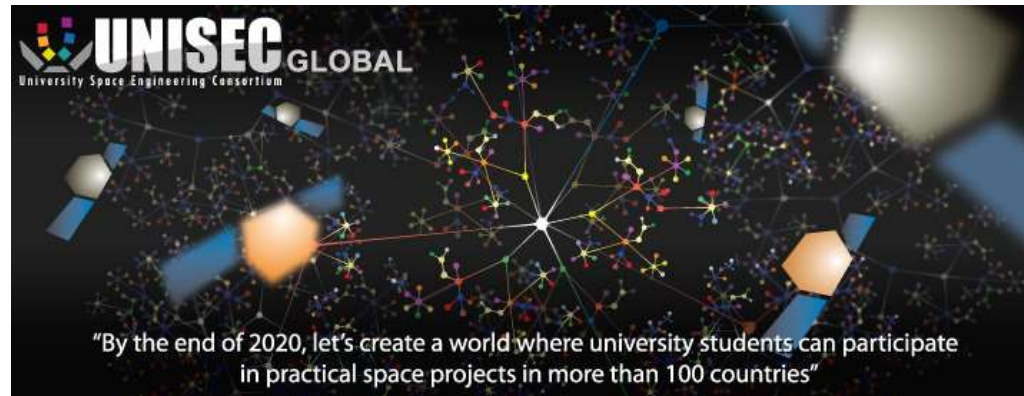 UNISEC GLOBAL
University Space Engineering Consortium
"By the end of 2020, let's create a world where university students can participate
in practical space projects in more than 100 countries"